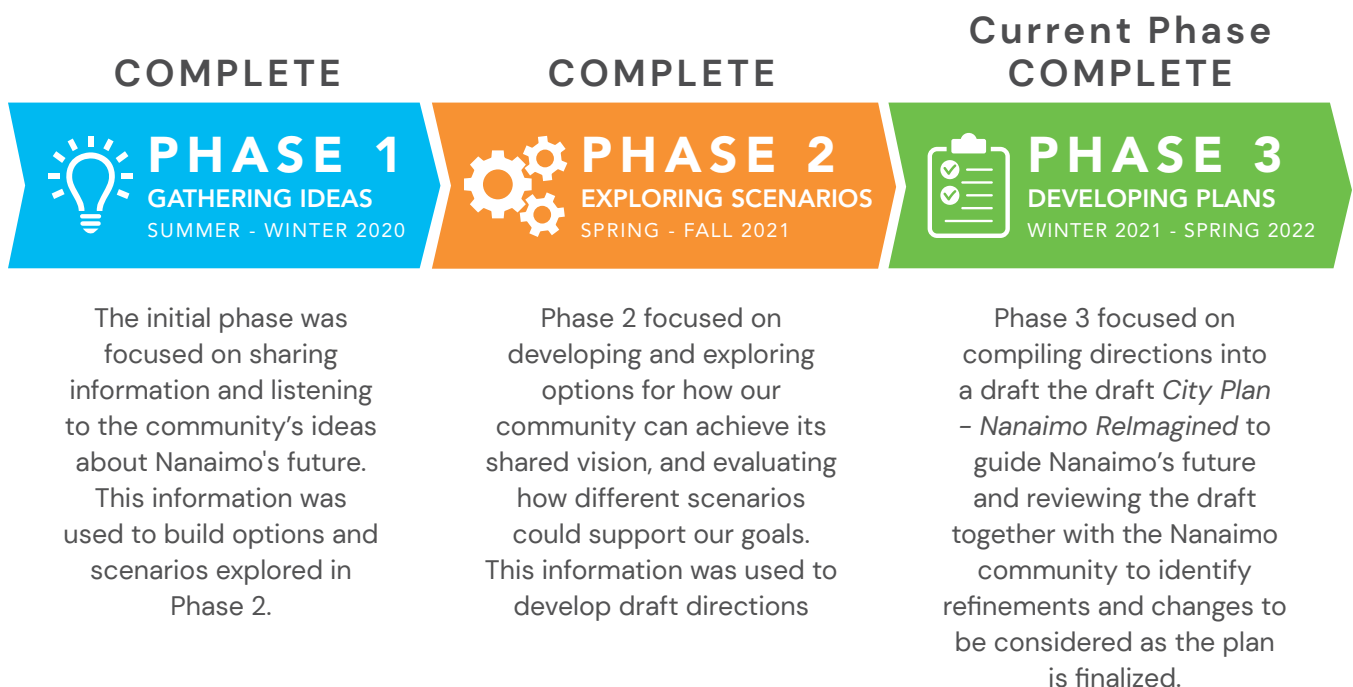 COMPLETE
PHASE 1
GATHERING IDEAS
SUMMER - WINTER 2020
The initial phase was
focused on sharing
information and listening
to the community’s ideas
about Nanaimo's future.
This information was
used to build options and
scenarios explored in
Phase 2.
COMPLETE
PHASE 2
EXPLORING SCENARIOS
SPRING - FALL 2021
Phase 2 focused on
developing and exploring
options for how our
community can achieve its
shared vision, and evaluating
how different scenarios
could support our goals.
This information was used to
develop draft directions
Current Phase
COMPLETE
PHASE 3
DEVELOPING PLANS
WINTER 2021 - SPRING 2022
Phase 3 focused on
compiling directions into
a draft the draft City Plan
- Nanaimo ReImagined to
guide Nanaimo’s future
and reviewing the draft
together with the Nanaimo
community to identify
refinements and changes to
be considered as the plan
is finalized.